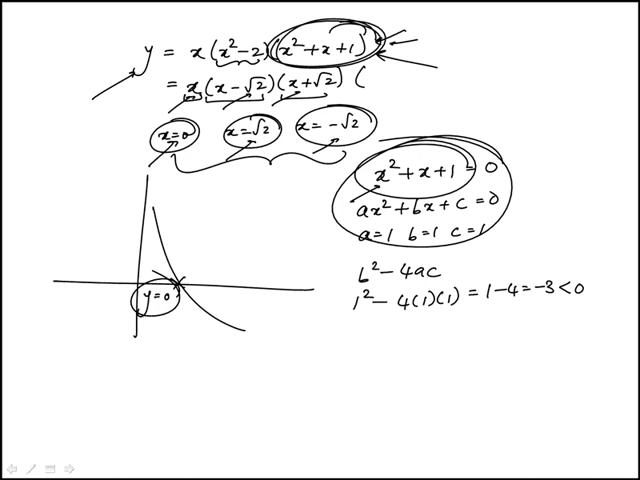 y = x(x²-2)(x²+x+1)
= x(x-√2)(x+√2)(
x=0 x=√2 x=-√2
x²+x+1=0
ax²+bx+c=0
a=1 b=1 c=1
b²-4ac
1²-4(1)(1) = 1-4=-3<0
y=0